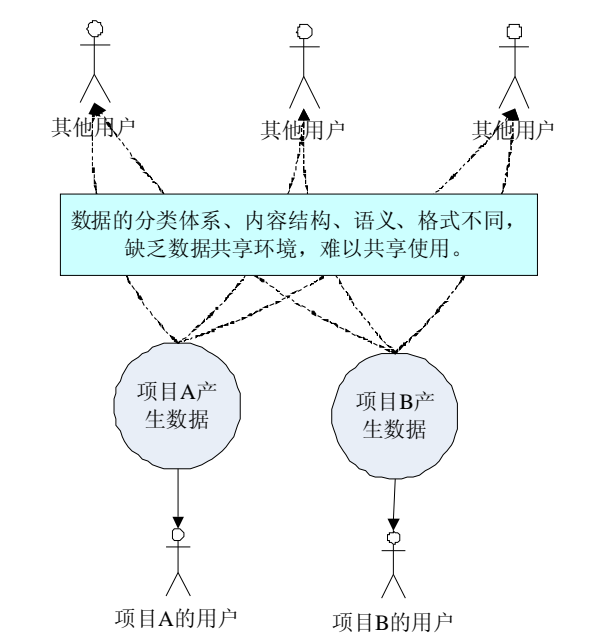 其他用户
其他用户
其他用户
数据的分类体系、内容结构、语义、格式不同，
缺乏数据共享环境，难以共享使用。
项目A产
生数据
项目B产
生数据
项目A的用户
项目B的用户